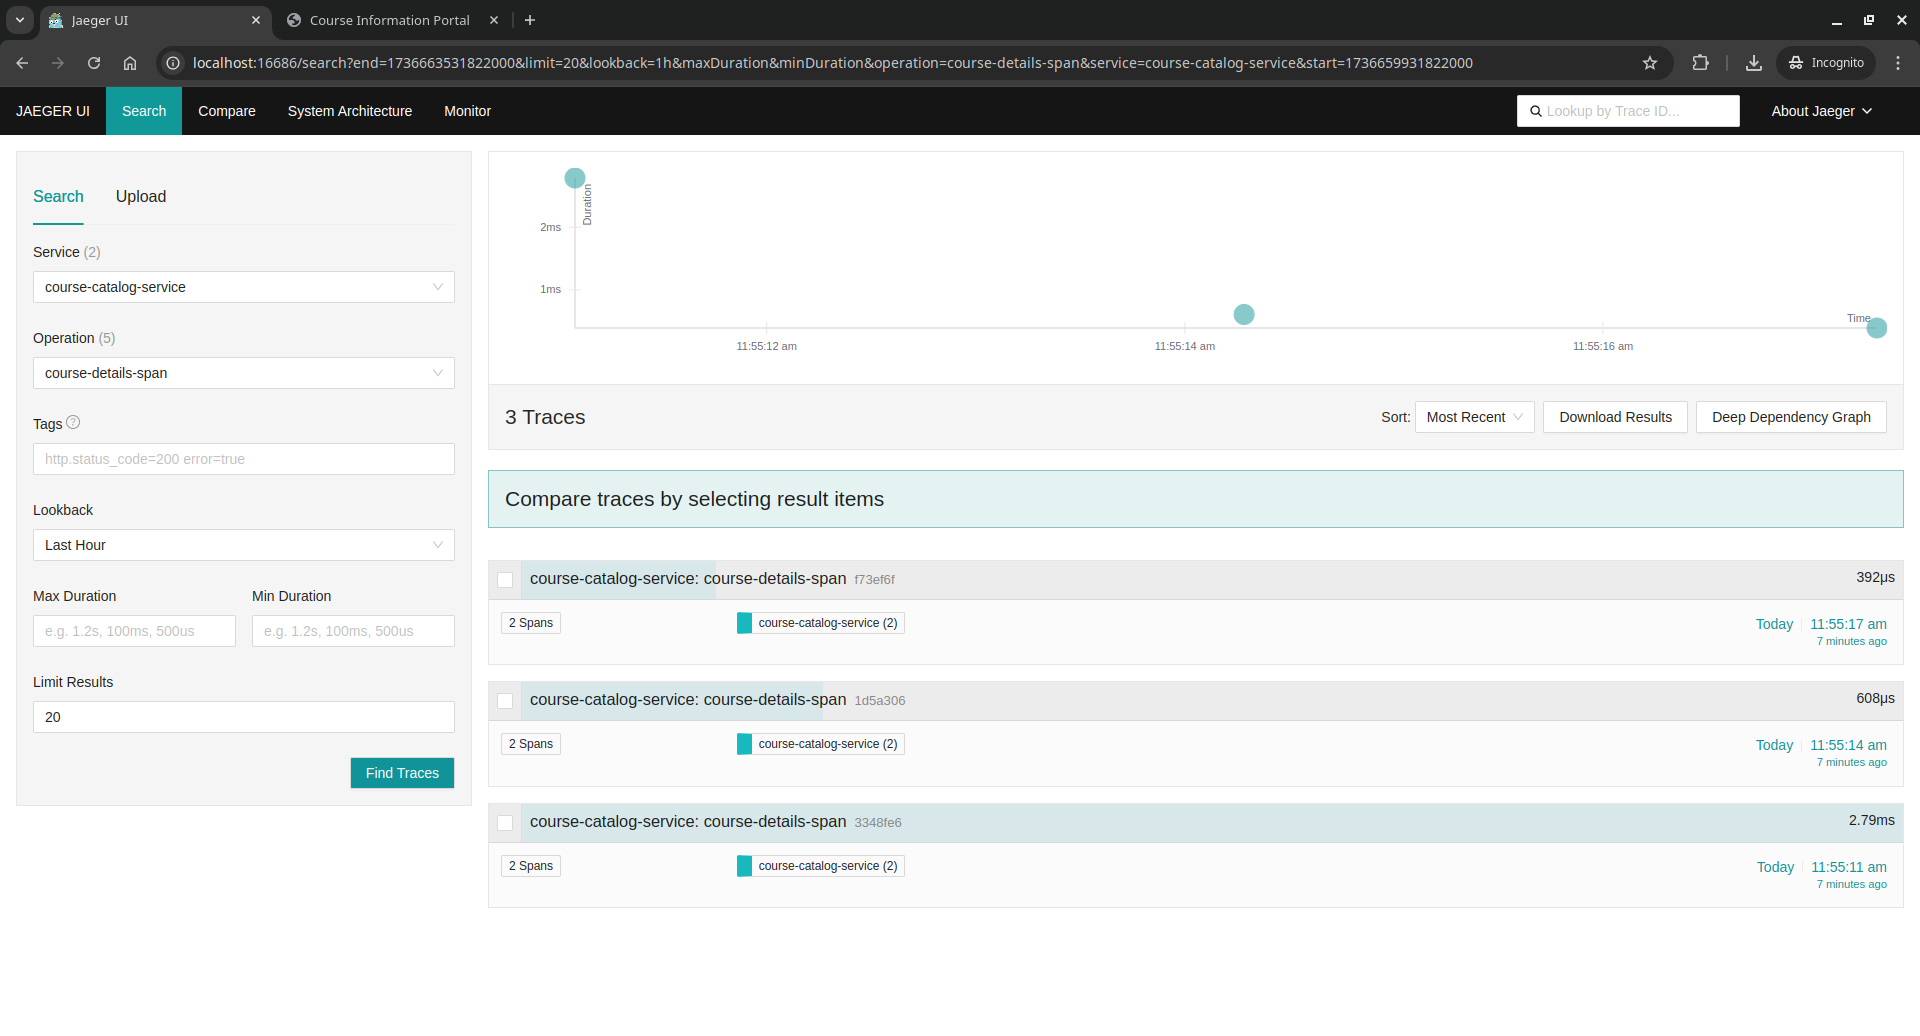 Jaeger UI
Course Information Portal
localhost:16686/search?end=1736663531822000&limit=20&lookback=1h&maxDuration&minDuration&operation=course-details-span&service=course-catalog-service&start=1736659931822000
Incognito
JAEGER UI Search Compare System Architecture Monitor
Lookup by Trace ID...
About Jaeger
Search Upload
Service (2)
course-catalog-service
Operation (5)
course-details-span
Tags ?
http.status_code=200 error=true
Lookback
Last Hour
Max Duration Min Duration
e.g. 1.2s, 100ms, 500us e.g. 1.2s, 100ms, 500us
Limit Results
20
Find Traces
Duration
2ms
1ms
Time
11:55:12 am 11:55:14 am 11:55:16 am
3 Traces
Sort: Most Recent Download Results Deep Dependency Graph
Compare traces by selecting result items
course-catalog-service: course-details-span f73ef6f 392μs
2 Spans course-catalog-service (2) Today 11:55:17 am
7 minutes ago
course-catalog-service: course-details-span 1d5a306 608μs
2 Spans course-catalog-service (2) Today 11:55:14 am
7 minutes ago
course-catalog-service: course-details-span 3348fe6 2.79ms
2 Spans course-catalog-service (2) Today 11:55:11 am
7 minutes ago